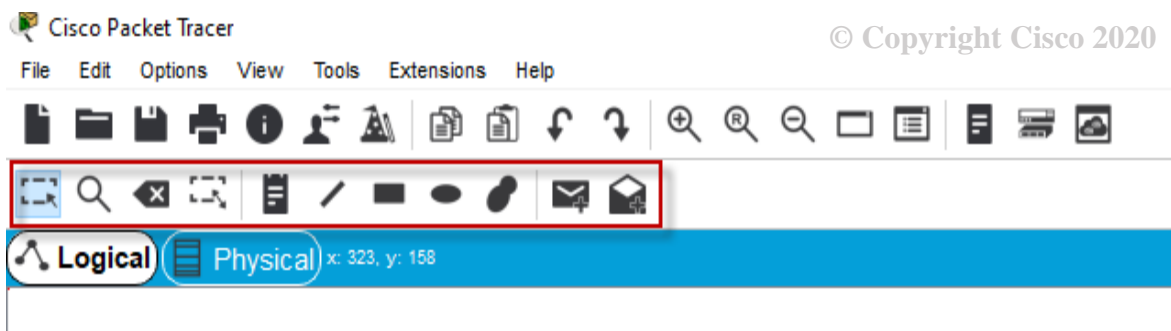 Cisco Packet Tracer
© Copyright Cisco 2020
File Edit Options View Tools Extensions Help
R
Logical Physical x: 323, y: 158